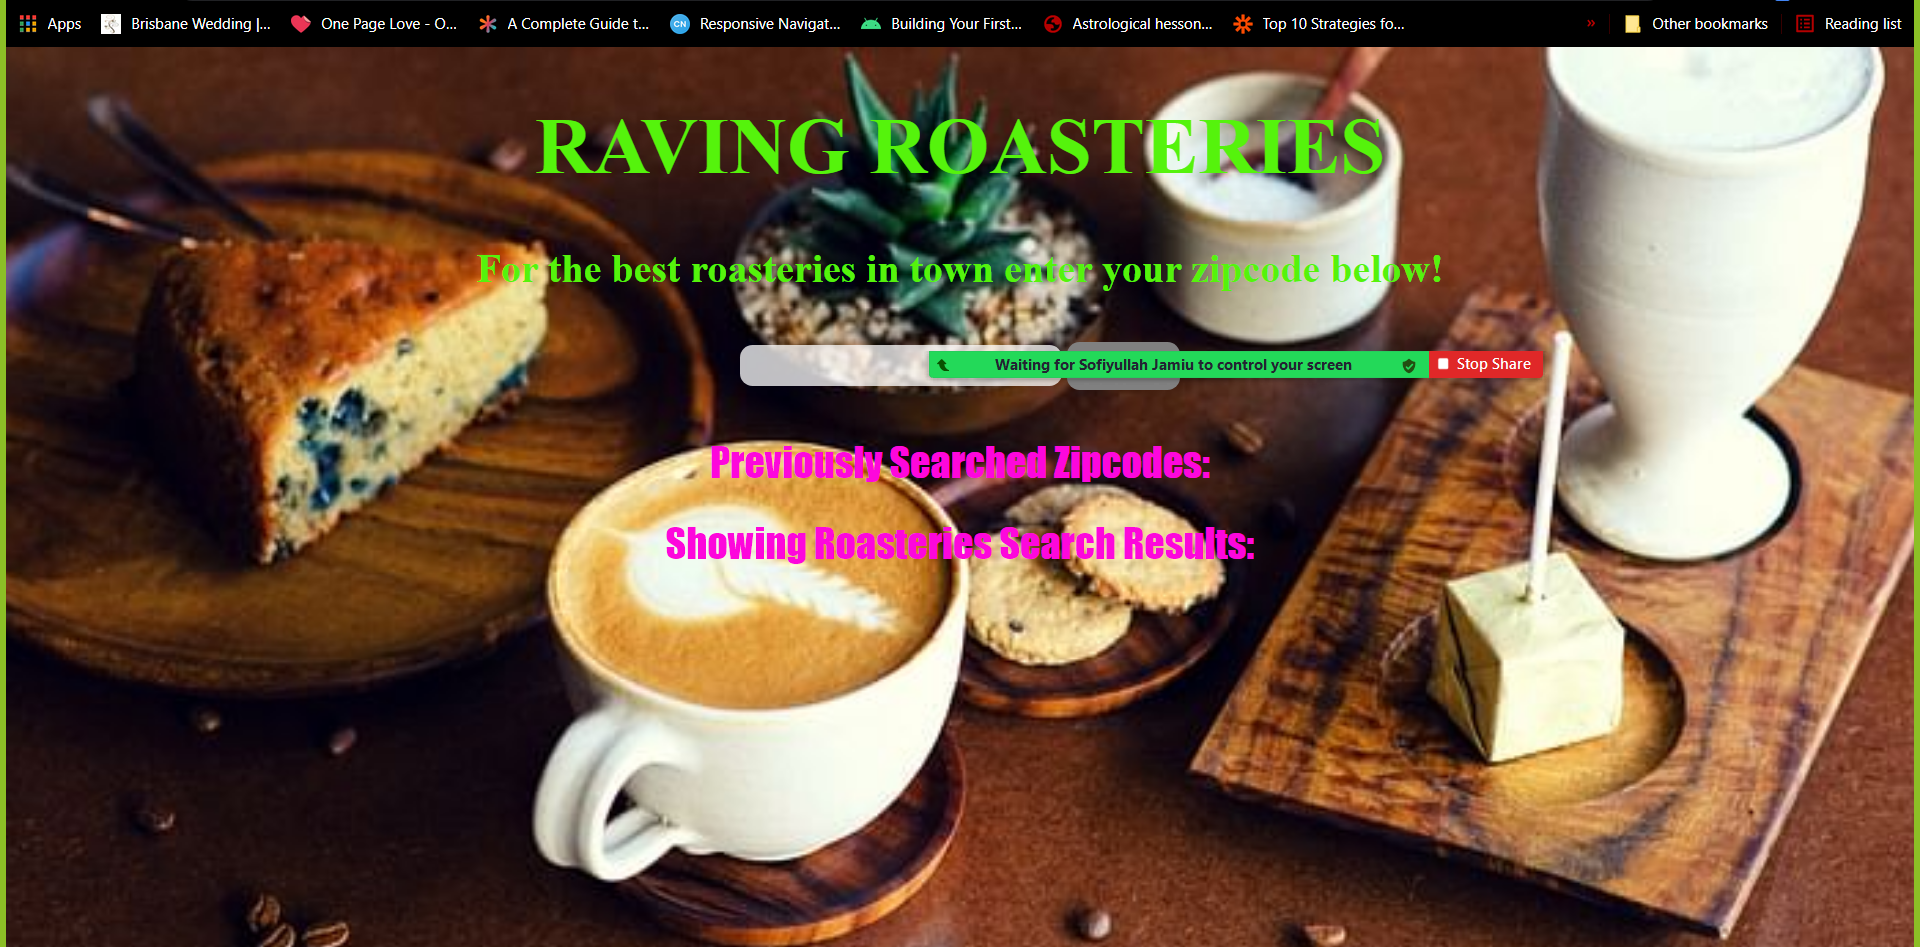 Apps Brisbane Wedding |... One Page Love - O... A Complete Guide t... CN Responsive Navigat... Building Your First... Astrological hesson... Top 10 Strategies fo... » Other bookmarks Reading list
RAVING ROASTERIES
For the best roasteries in town enter your zipcode below!
Waiting for Sofiyullah Jamiu to control your screen Stop Share
Previously Searched Zipcodes:
Showing Roasteries Search Results: